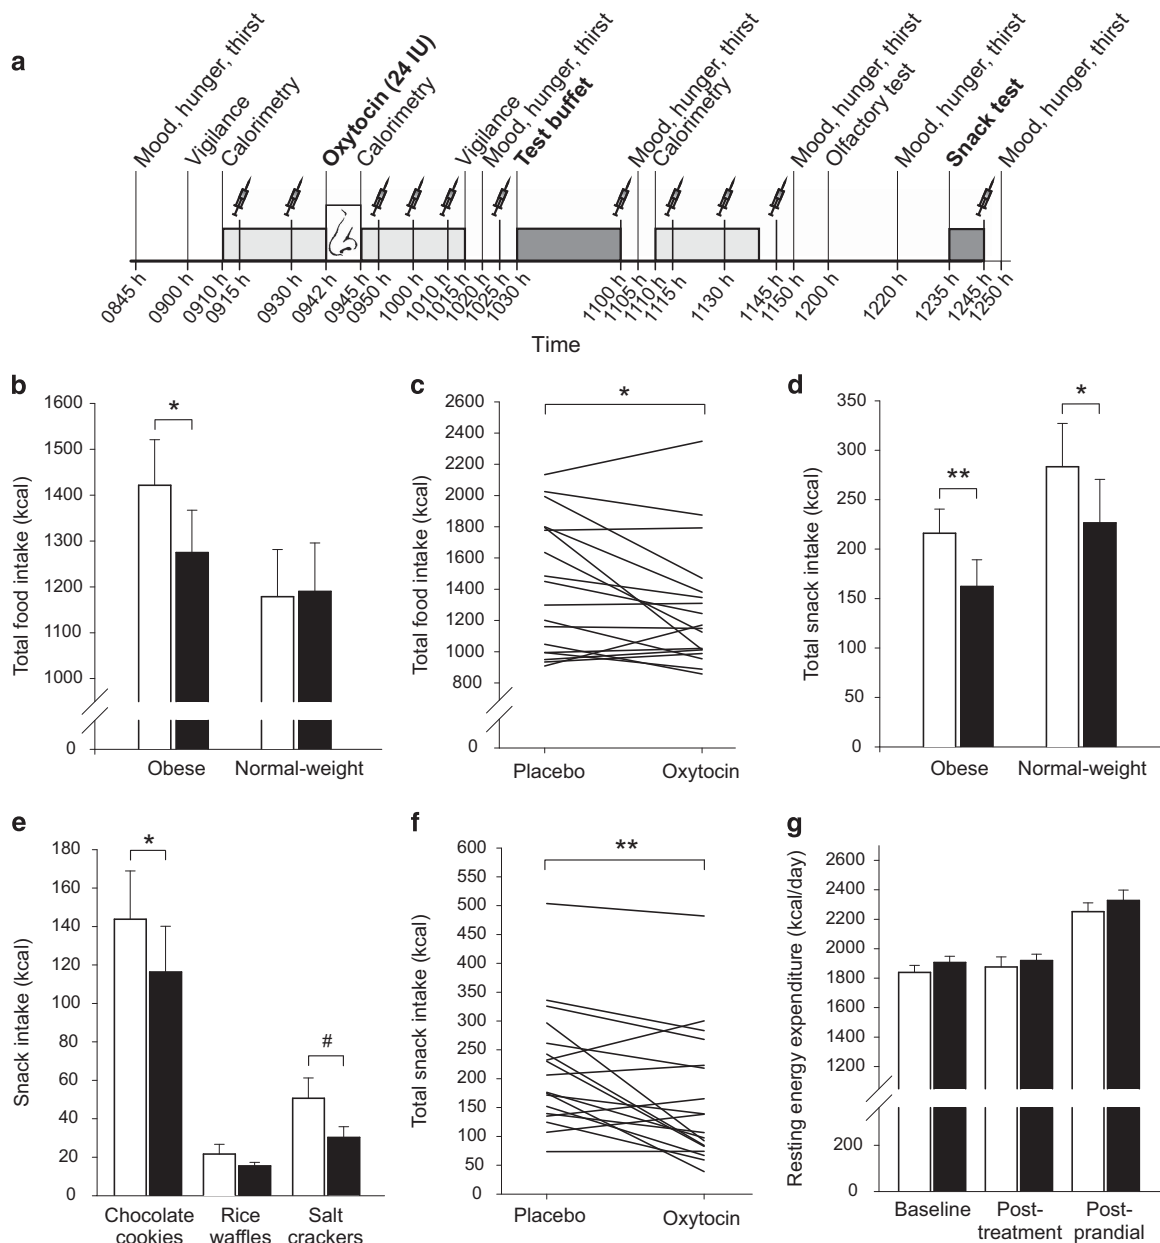 a
Mood, hunger, thirst
Vigilance
Calorimetry
Oxytocin (24 IU)
Calorimetry
Vigilance
Mood, hunger, thirst
Test buffet
Mood, hunger, thirst
Calorimetry
Mood, hunger, thirst
Olfactory test
Mood, hunger, thirst
Snack test
Mood, hunger, thirst
0845 h
0900 h
0910 h
0915 h
0930 h
0942 h
0945 h
0950 h
1000 h
1010 h
1015 h
1020 h
1025 h
1030 h
1100 h
1105 h
1110 h
1115 h
1130 h
1145 h
1150 h
1200 h
1220 h
1235 h
1245 h
1250 h
Time
b
Total food intake (kcal)
1600
1500
1400
1300
1200
1100
1000
0
*
Obese
Normal-weight
c
Total food intake (kcal)
2600
2400
2200
2000
1800
1600
1400
1200
1000
800
0
*
Placebo
Oxytocin
d
Total snack intake (kcal)
350
300
250
200
150
100
50
0
**
*
Obese
Normal-weight
e
Snack intake (kcal)
180
160
140
120
100
80
60
40
20
0
*
#
Chocolate
cookies
Rice
waffles
Salt
crackers
f
Total snack intake (kcal)
600
550
500
450
400
350
300
250
200
150
100
50
0
**
Placebo
Oxytocin
g
Resting energy expenditure (kcal/day)
2600
2400
2200
2000
1800
1600
1400
1200
200
0
Baseline
Post-
treatment
Post-
prandial